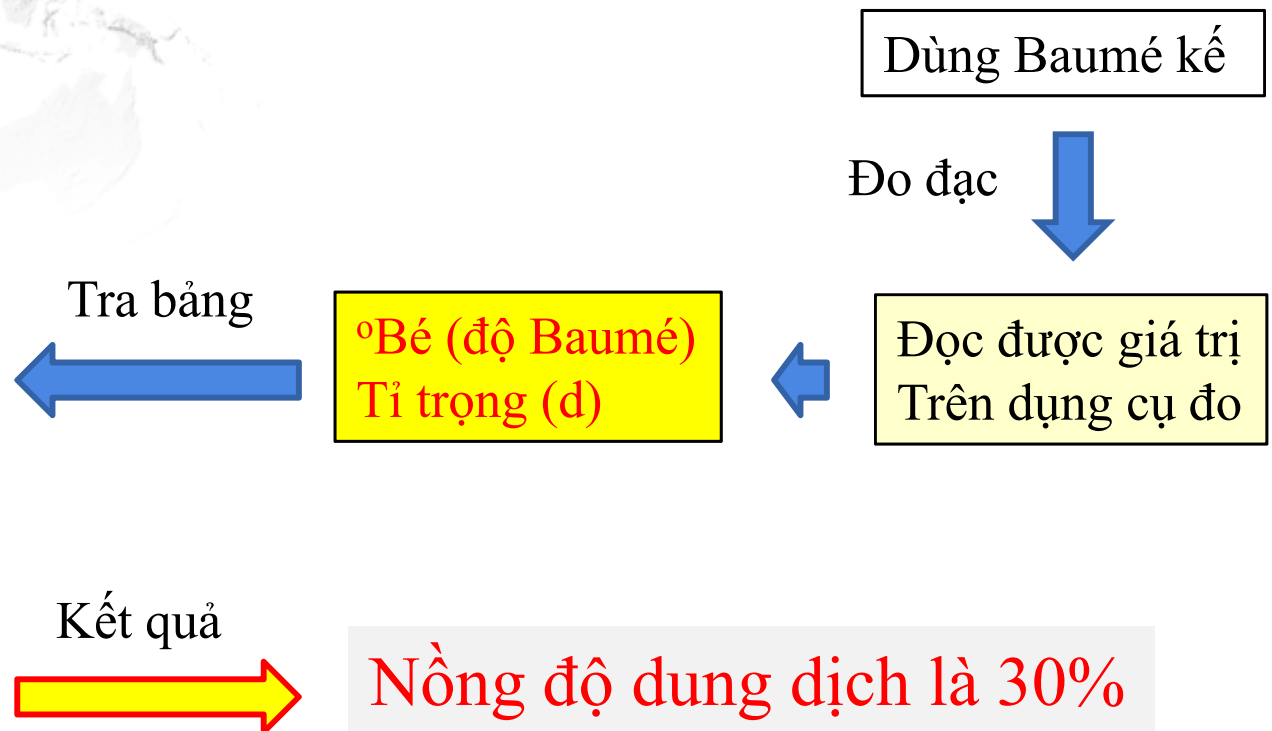 Dùng Baumé kế
Đo đạc
Đọc được giá trị
Trên dụng cụ đo
ºBé (độ Baumé)
Tỉ trọng (d)
Tra bảng
Kết quả
Nồng độ dung dịch là 30%